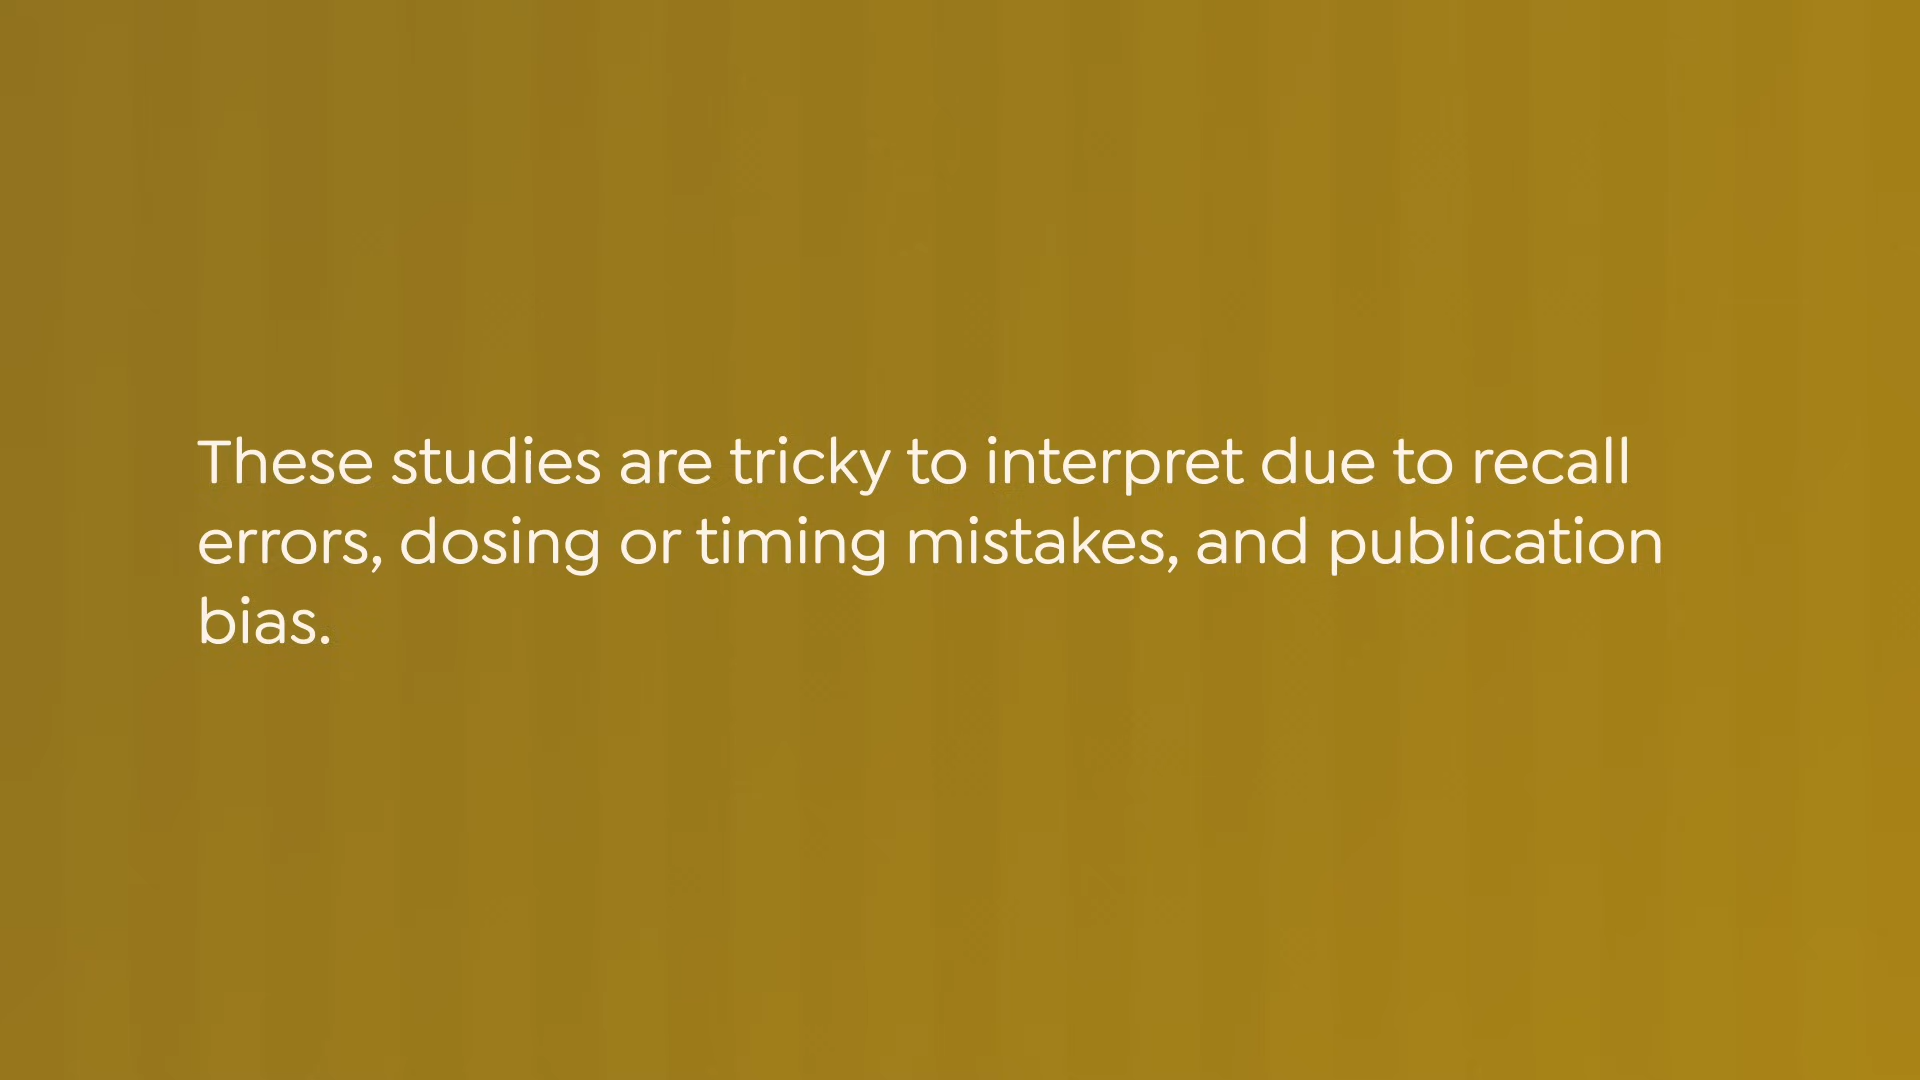 These studies are tricky to interpret due to recall
errors, dosing or timing mistakes, and publication
bias.